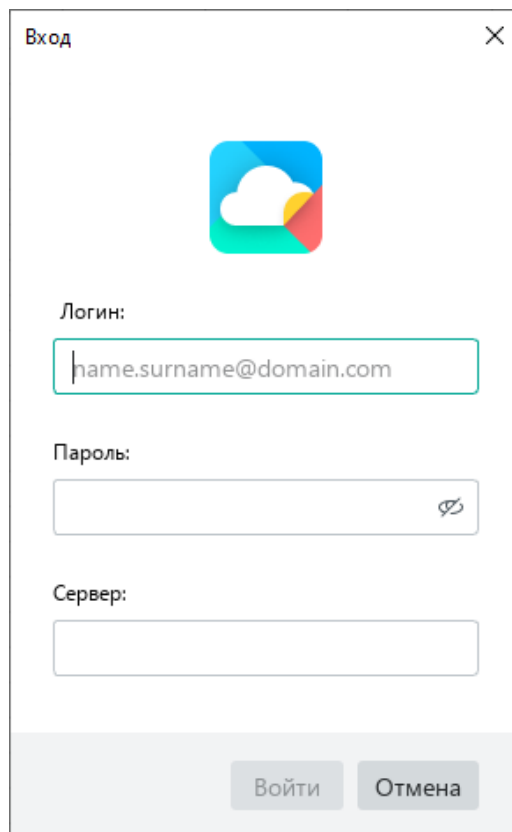 Вход
Логин:
name.surname@domain.com
Пароль:
Сервер:
Войти Отмена